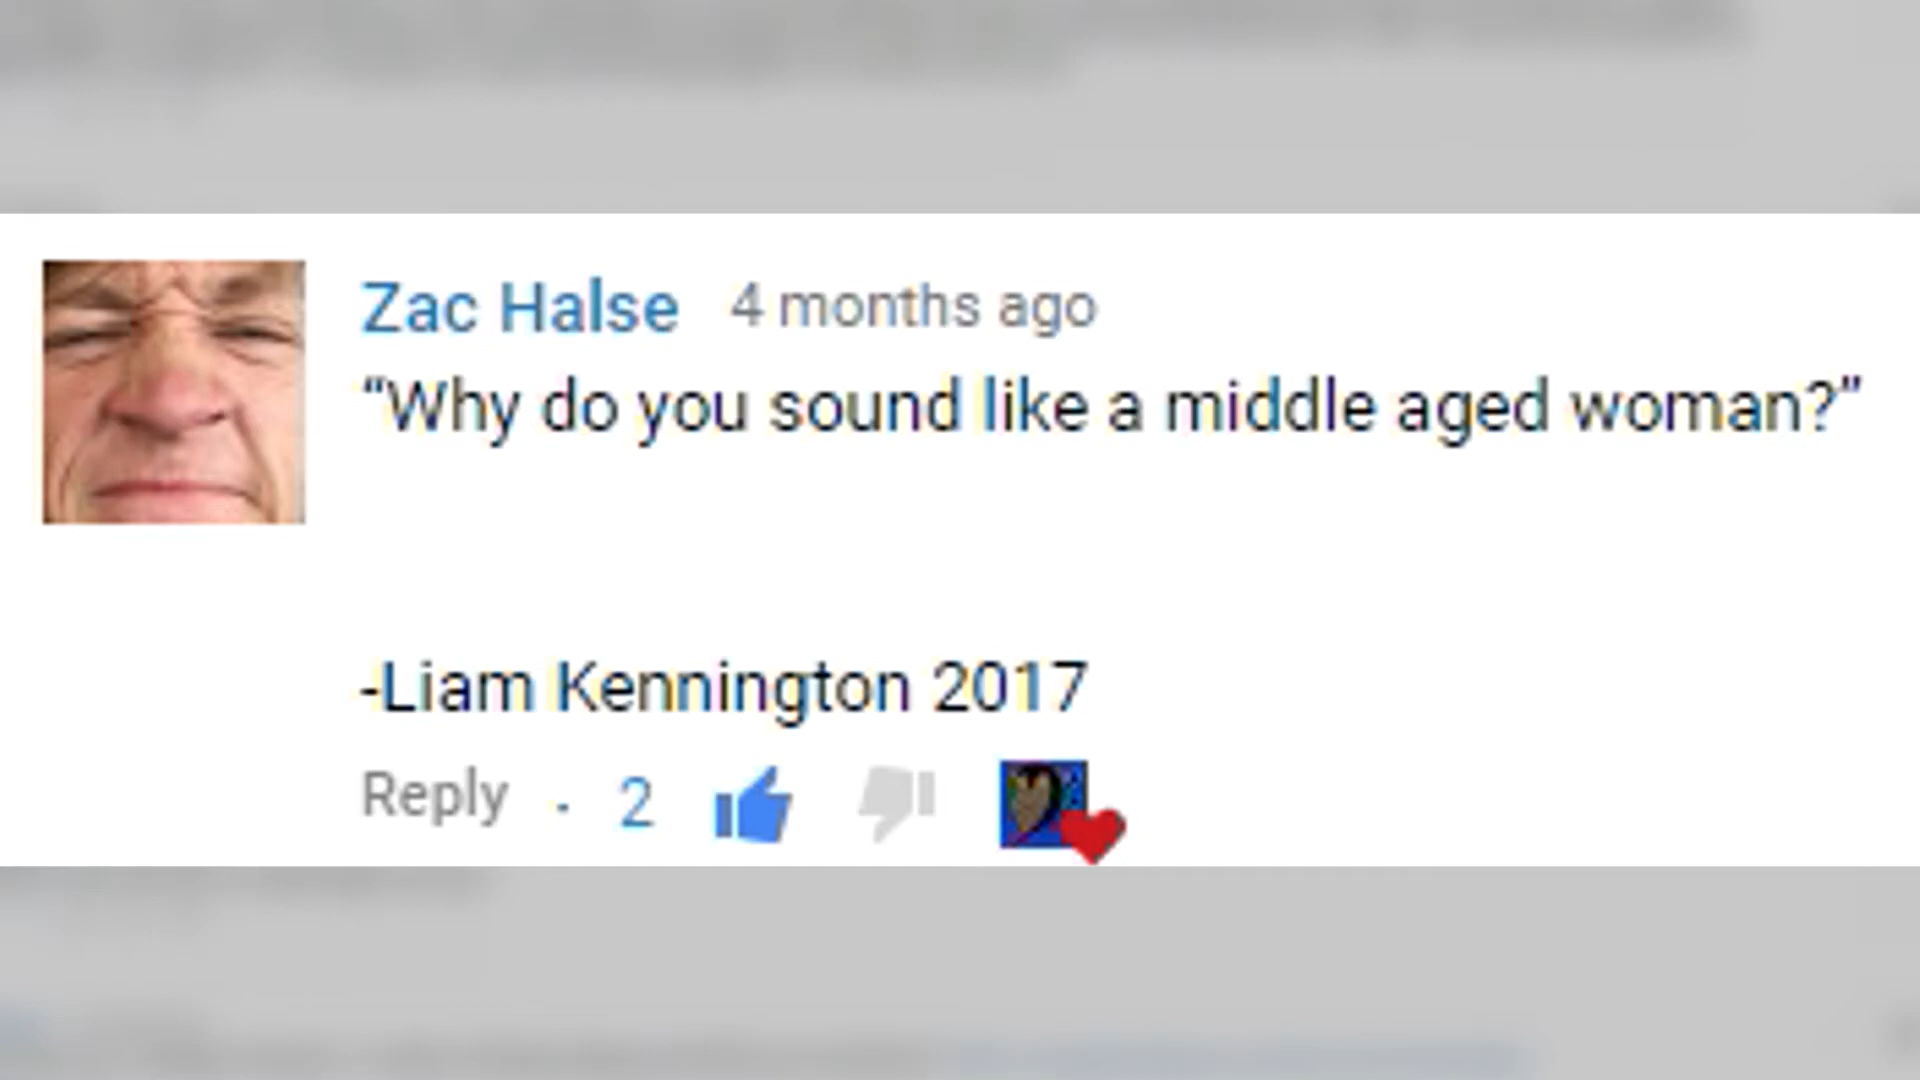 Zac Halse 4 months ago
“Why do you sound like a middle aged woman?”
-Liam Kennington 2017
Reply · 2